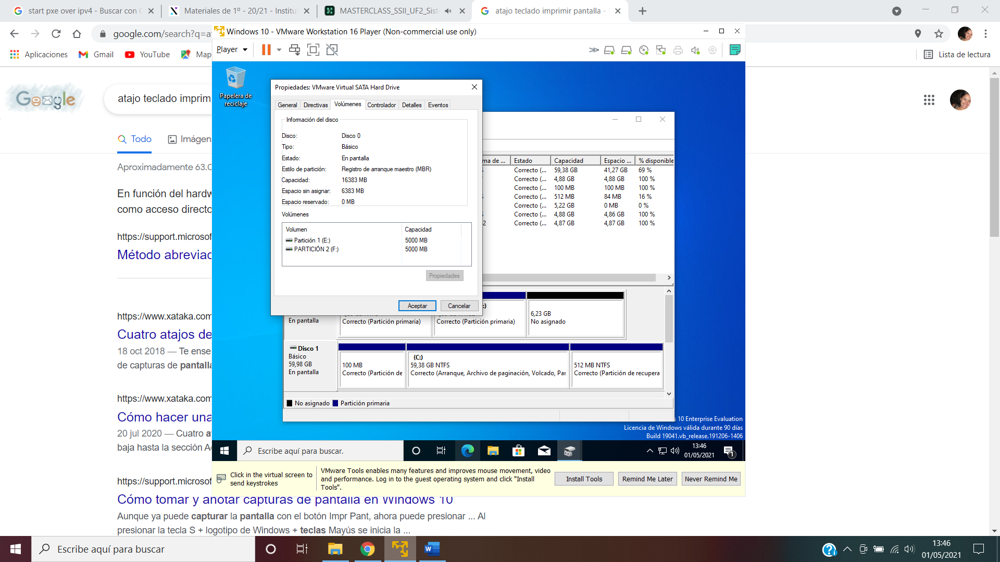 start pxe over ipv4 - Buscar con G
Materiales de 1º - 20/21 - Institut
MASTERCLASS_SSII_UF2_Sist
atajo teclado imprimir pantalla -
google.com/search?q=a
Aplicaciones
Gmail
YouTube
Map
Lista de lectura
Windows 10 - VMware Workstation 16 Player (Non-commercial use only)
Player
Google
atajo teclado imprim
Todo
Imágen
Aproximadamente 63.0
En función del hardw
como acceso directo
https://support.microsof
Método abreviad
https://www.xataka.com
Cuatro atajos de
18 oct 2018 — Te ense
de capturas de pantalla
https://www.xataka.com
Cómo hacer una
20 jul 2020 — Cuatro a
baja hasta la sección A
https://support.microsof
Cómo tomar y anotar capturas de pantalla en Windows 10
Aunque ya puede capturar la pantalla con el botón Impr Pant, ahora puede presionar ... Al
presionar la tecla S + logotipo de Windows + teclas Mayús se inicia la ...
Papelera de
reciclaje
Propiedades: VMware Virtual SATA Hard Drive
General Directivas Volúmenes Controlador Detalles Eventos
Información del disco
Disco: Disco 0
Tipo: Básico
Estado: En pantalla
Estilo de partición: Registro de arranque maestro (MBR)
Capacidad: 16383 MB
Espacio sin asignar: 6383 MB
Espacio reservado: 0 MB
Volúmenes
Volumen Capacidad
Partición 1 (E:) 5000 MB
PARTICIÓN 2 (F:) 5000 MB
Propiedades
Aceptar Cancelar
ma de ... Estado Capacidad Espacio ... % disponible
Correcto (... 59,38 GB 41,27 GB 69 %
Correcto (... 4,88 GB 4,88 GB 100 %
Correcto (... 100 MB 100 MB 100 %
Correcto (... 512 MB 84 MB 16 %
Correcto (... 5,22 GB 0 MB 0 %
Correcto (... 4,88 GB 4,86 GB 100 %
2 Correcto (... 4,87 GB 4,87 GB 100 %
:)
En pantalla
Correcto (Partición primaria)
Correcto (Partición primaria)
6,23 GB
No asignado
Disco 1
Básico
59,98 GB
En pantalla
100 MB
Correcto (Partición de
(C:)
59,38 GB NTFS
Correcto (Arranque, Archivo de paginación, Volcado, Par
512 MB NTFS
Correcto (Partición de recupera
No asignado Partición primaria
s 10 Enterprise Evaluation
Licencia de Windows válida durante 90 días
Build 19041.vb_release.191206-1406
Escribe aquí para buscar.
13:46
01/05/2021
1
Click in the virtual screen to
send keystrokes
VMware Tools enables many features and improves mouse movement, video
and performance. Log in to the guest operating system and click "Install
Tools".
Install Tools
Remind Me Later
Never Remind Me
Escribe aquí para buscar
13:46
01/05/2021